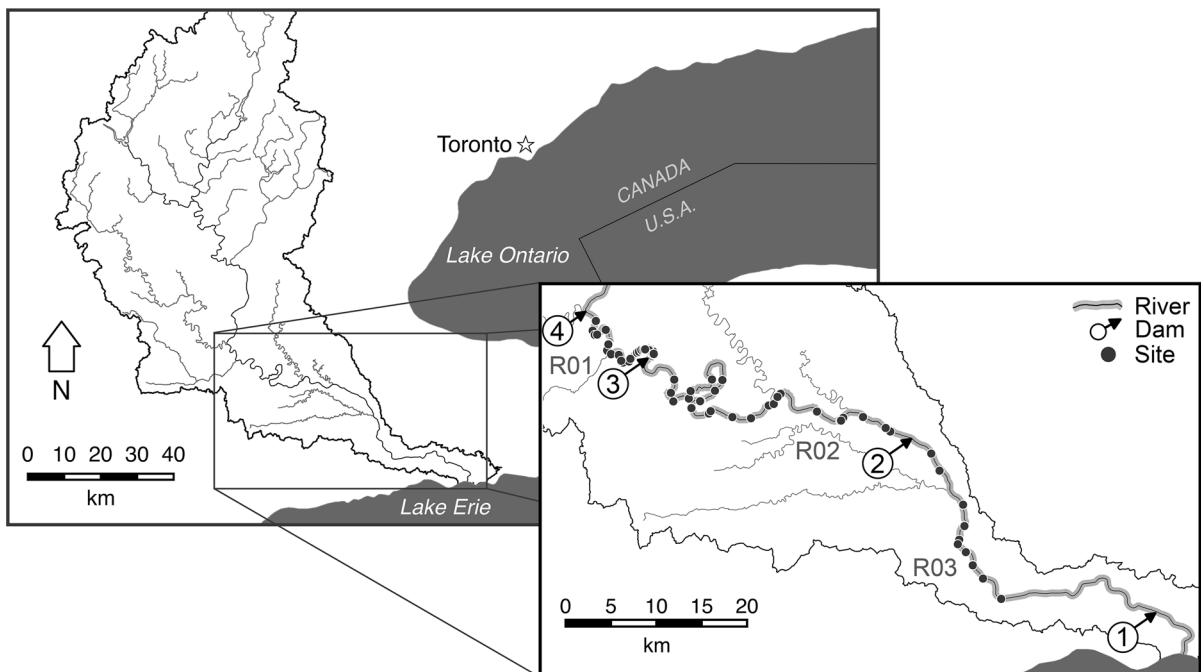 Toronto
CANADA
U.S.A.
Lake Ontario
N
0 10 20 30 40
km
Lake Erie
River
Dam
Site
4
R01
3
R02
2
R03
0 5 10 15 20
km
1